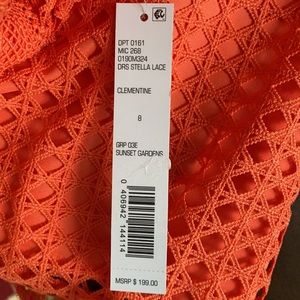 DPT 0161
MIC 268
0190M324
DRS STELLA LACE
CLEMENTINE
8
GRP 03E
SUNSET GARDENS
0 406942 144114
MSRP $ 199.00